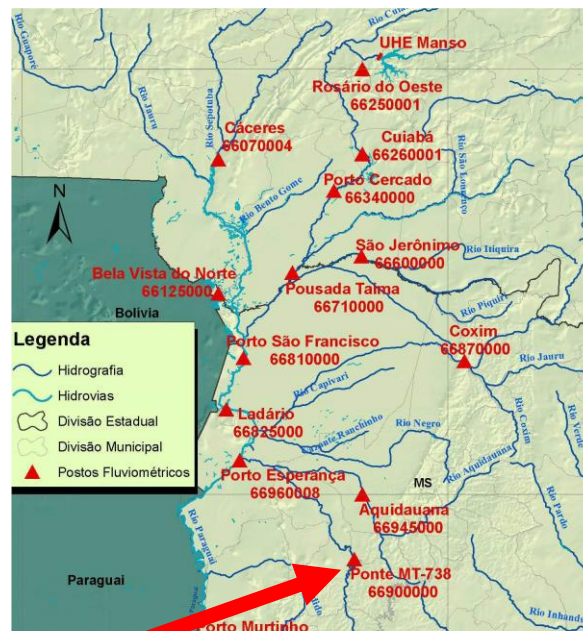 Rio Guaporé
Rio Jauru
Rio Sepotuba
UHE Manso
Rosário do Oeste
66250001
Cáceres
66070004
Cuiabá
66260001
Rio São Lourenço
Rio Bento Gome
Porto Cercado
66340000
São Jerônimo
66600000
Rio Itiquira
Bela Vista do Norte
66125000
Pousada Taima
66710000
Rio Piquiri
Bolivia
Legenda
Hidrografia
Hidrovias
Divisão Estadual
Divisão Municipal
Postos Fluviométricos
N
Porto São Francisco
66810000
Coxim
66870000
Rio Jauru
Rio Capivari
Ladário
66825000
Rio Negro
Rio Coxim
Rio Verde
Porto Esperança
66960008
MS
Rio Aquidauana
Aquidauana
66945000
Rio Pardo
Rio Paraguai
Paraguai
Ponte MT-738
66900000
Rio Inhand
Porto Murtinho